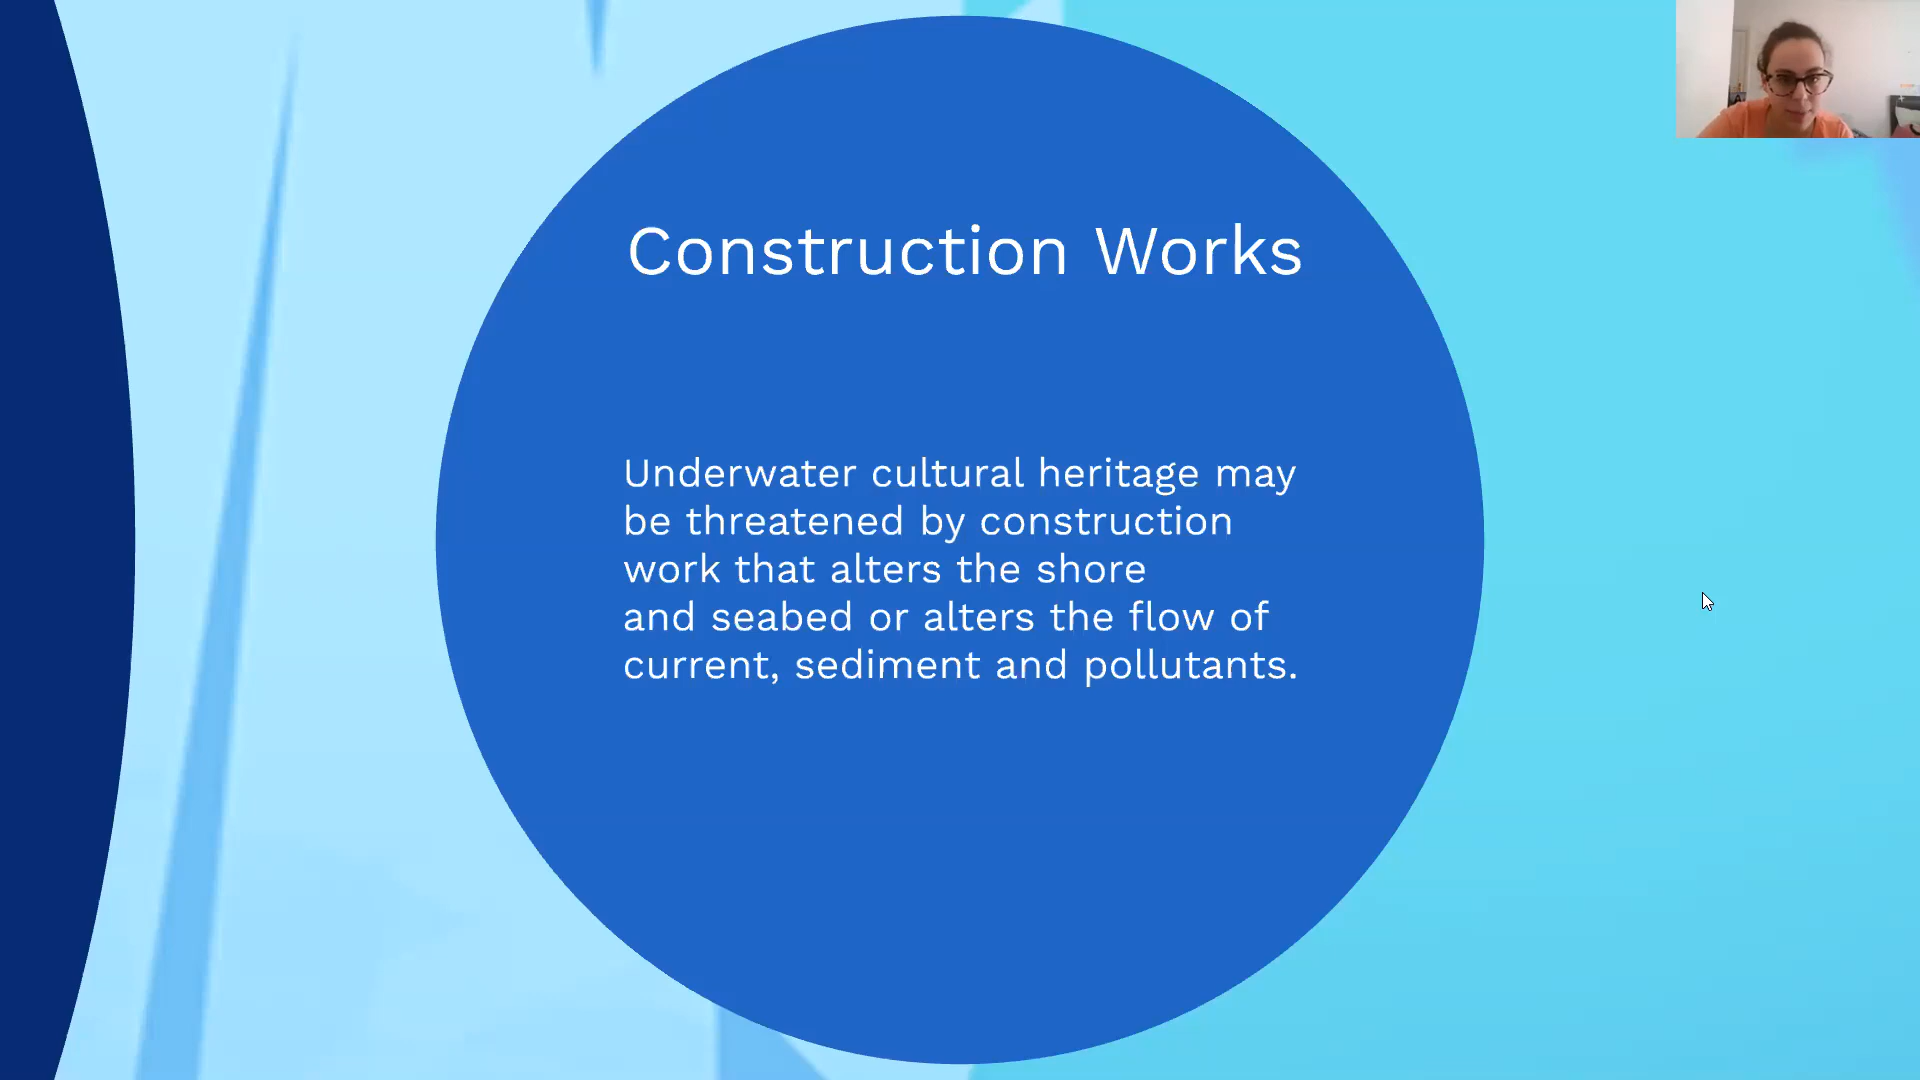 Construction Works
Underwater cultural heritage may
be threatened by construction
work that alters the shore
and seabed or alters the flow of
current, sediment and pollutants.